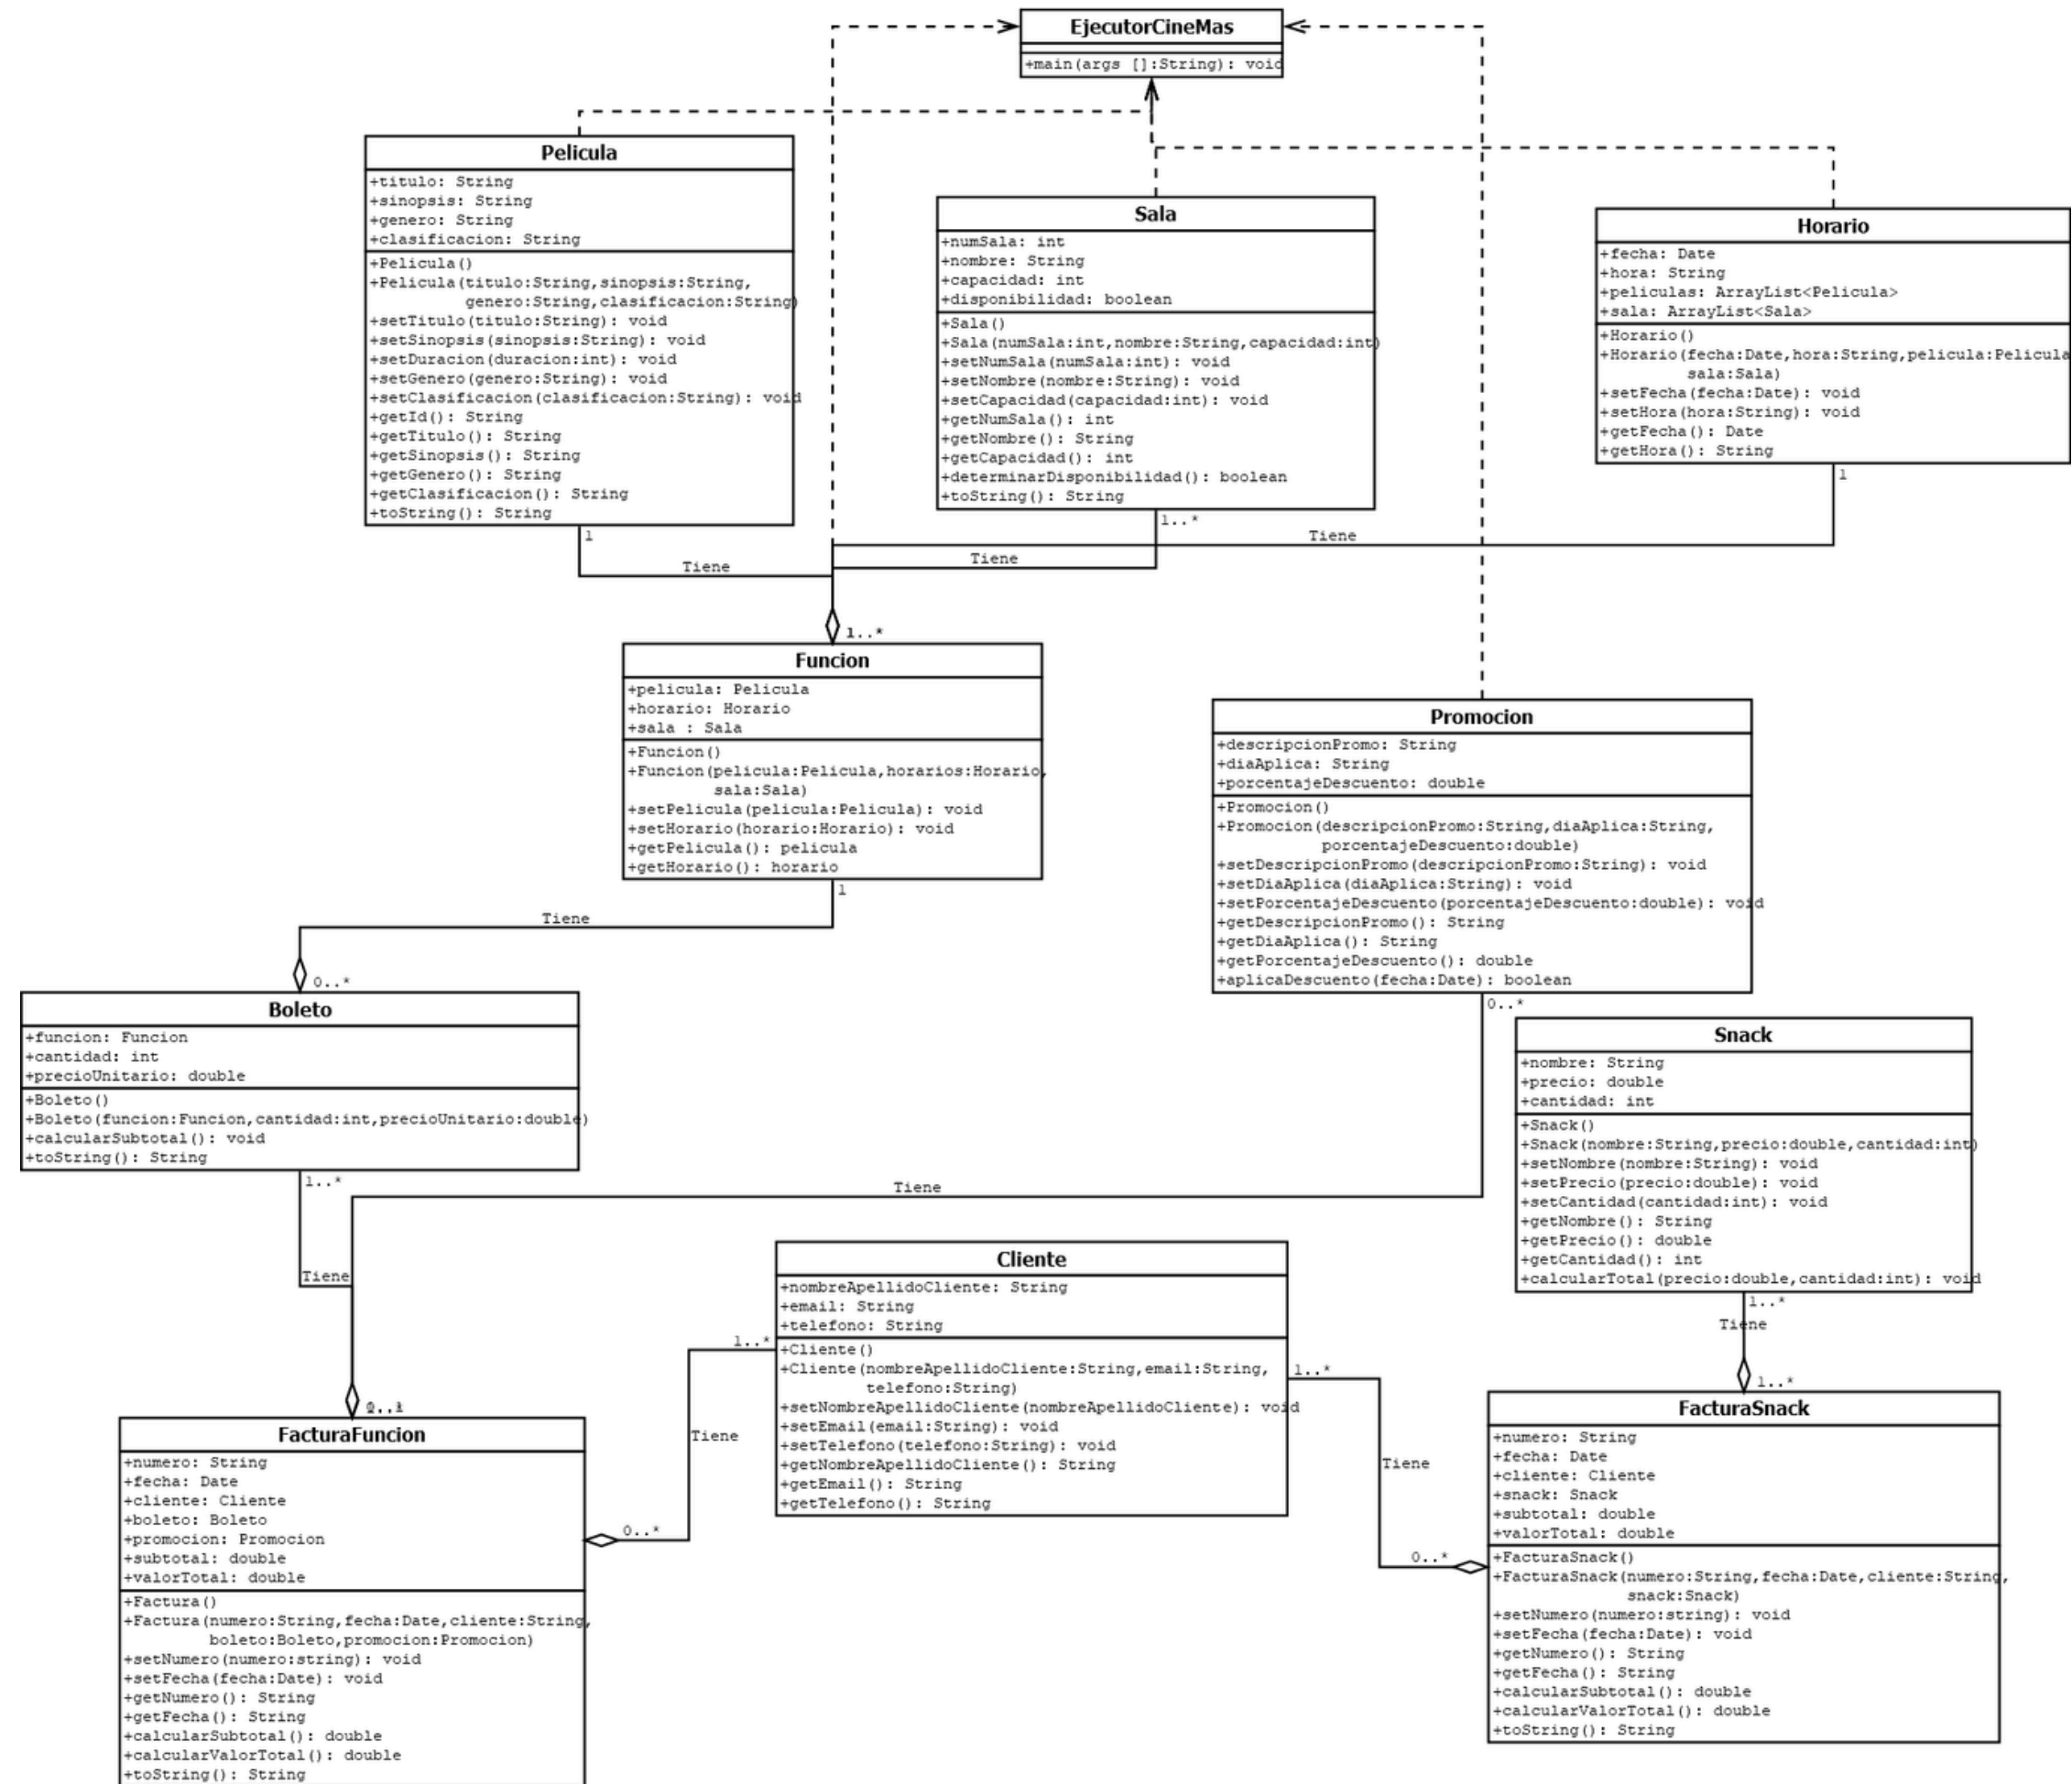 EjecutorCineMas
+main(args []:String): void
Pelicula
+titulo: String
+sinopsis: String
+genero: String
+clasificacion: String
+Pelicula()
+Pelicula(titulo:String,sinopsis:String,
genero:String,clasificacion:String)
+setTitulo(titulo:String): void
+setSinopsis(sinopsis:String): void
+setDuracion(duracion:int): void
+setGenero(genero:String): void
+setClasificacion(clasificacion:String): void
+getId(): String
+getTitulo(): String
+getSinopsis(): String
+getGenero(): String
+getClasificacion(): String
+toString(): String
1
Tiene
Sala
+numSala: int
+nombre: String
+capacidad: int
+disponibilidad: boolean
+Sala()
+Sala(numSala:int,nombre:String,capacidad:int)
+setNumSala(numSala:int): void
+setNombre(nombre:String): void
+setCapacidad(capacidad:int): void
+getNumSala(): int
+getNombre(): String
+getCapacidad(): int
+determinarDisponibilidad(): boolean
+toString(): String
1..*
Tiene
Horario
+fecha: Date
+hora: String
+peliculas: ArrayList<Pelicula>
+sala: ArrayList<Sala>
+Horario()
+Horario(fecha:Date,hora:String,pelicula:Pelicula
sala:Sala)
+setFecha(fecha:Date): void
+setHora(hora:String): void
+getFecha(): Date
+getHora(): String
1
Tiene
1..*
Funcion
+pelicula: Pelicula
+horario: Horario
+sala : Sala
+Funcion()
+Funcion(pelicula:Pelicula,horarios:Horario,
sala:Sala)
+setPelicula(pelicula:Pelicula): void
+setHorario(horario:Horario): void
+getPelicula(): pelicula
+getHorario(): horario
1
Tiene
0..*
Promocion
+descripcionPromo: String
+diaAplica: String
+porcentajeDescuento: double
+Promocion()
+Promocion(descripcionPromo:String,diaAplica:String,
porcentajeDescuento:double)
+setDescripcionPromo(descripcionPromo:String): void
+setDiaAplica(diaAplica:String): void
+setPorcentajeDescuento(porcentajeDescuento:double): void
+getDescripcionPromo(): String
+getDiaAplica(): String
+getPorcentajeDescuento(): double
+aplicaDescuento(fecha:Date): boolean
0..*
Tiene
Boleto
+funcion: Funcion
+cantidad: int
+precioUnitario: double
+Boleto()
+Boleto(funcion:Funcion,cantidad:int,precioUnitario:double)
+calcularSubtotal(): void
+toString(): String
1..*
Tiene
Snack
+nombre: String
+precio: double
+cantidad: int
+Snack()
+Snack(nombre:String,precio:double,cantidad:int)
+setNombre(nombre:String): void
+setPrecio(precio:double): void
+setCantidad(cantidad:int): void
+getNombre(): String
+getPrecio(): double
+getCantidad(): int
+calcularTotal(precio:double,cantidad:int): void
1..*
Tiene
1..*
Cliente
+nombreApellidoCliente: String
+email: String
+telefono: String
+Cliente()
+Cliente(nombreApellidoCliente:String,email:String,
telefono:String)
+setNombreApellidoCliente(nombreApellidoCliente): void
+setEmail(email:String): void
+setTelefono(telefono:String): void
+getNombreApellidoCliente(): String
+getEmail(): String
+getTelefono(): String
1..*
Tiene
0..*
1..*
Tiene
0..*
FacturaFuncion
+numero: String
+fecha: Date
+cliente: Cliente
+boleto: Boleto
+promocion: Promocion
+subtotal: double
+valorTotal: double
+Factura()
+Factura(numero:String,fecha:Date,cliente:String,
boleto:Boleto,promocion:Promocion)
+setNumero(numero:string): void
+setFecha(fecha:Date): void
+getNumero(): String
+getFecha(): String
+calcularSubtotal(): double
+calcularValorTotal(): double
+toString(): String
FacturaSnack
+numero: String
+fecha: Date
+cliente: Cliente
+snack: Snack
+subtotal: double
+valorTotal: double
+FacturaSnack()
+FacturaSnack(numero:String,fecha:Date,cliente:String,
snack:Snack)
+setNumero(numero:string): void
+setFecha(fecha:Date): void
+getNumero(): String
+getFecha(): String
+calcularSubtotal(): double
+calcularValorTotal(): double
+toString(): String